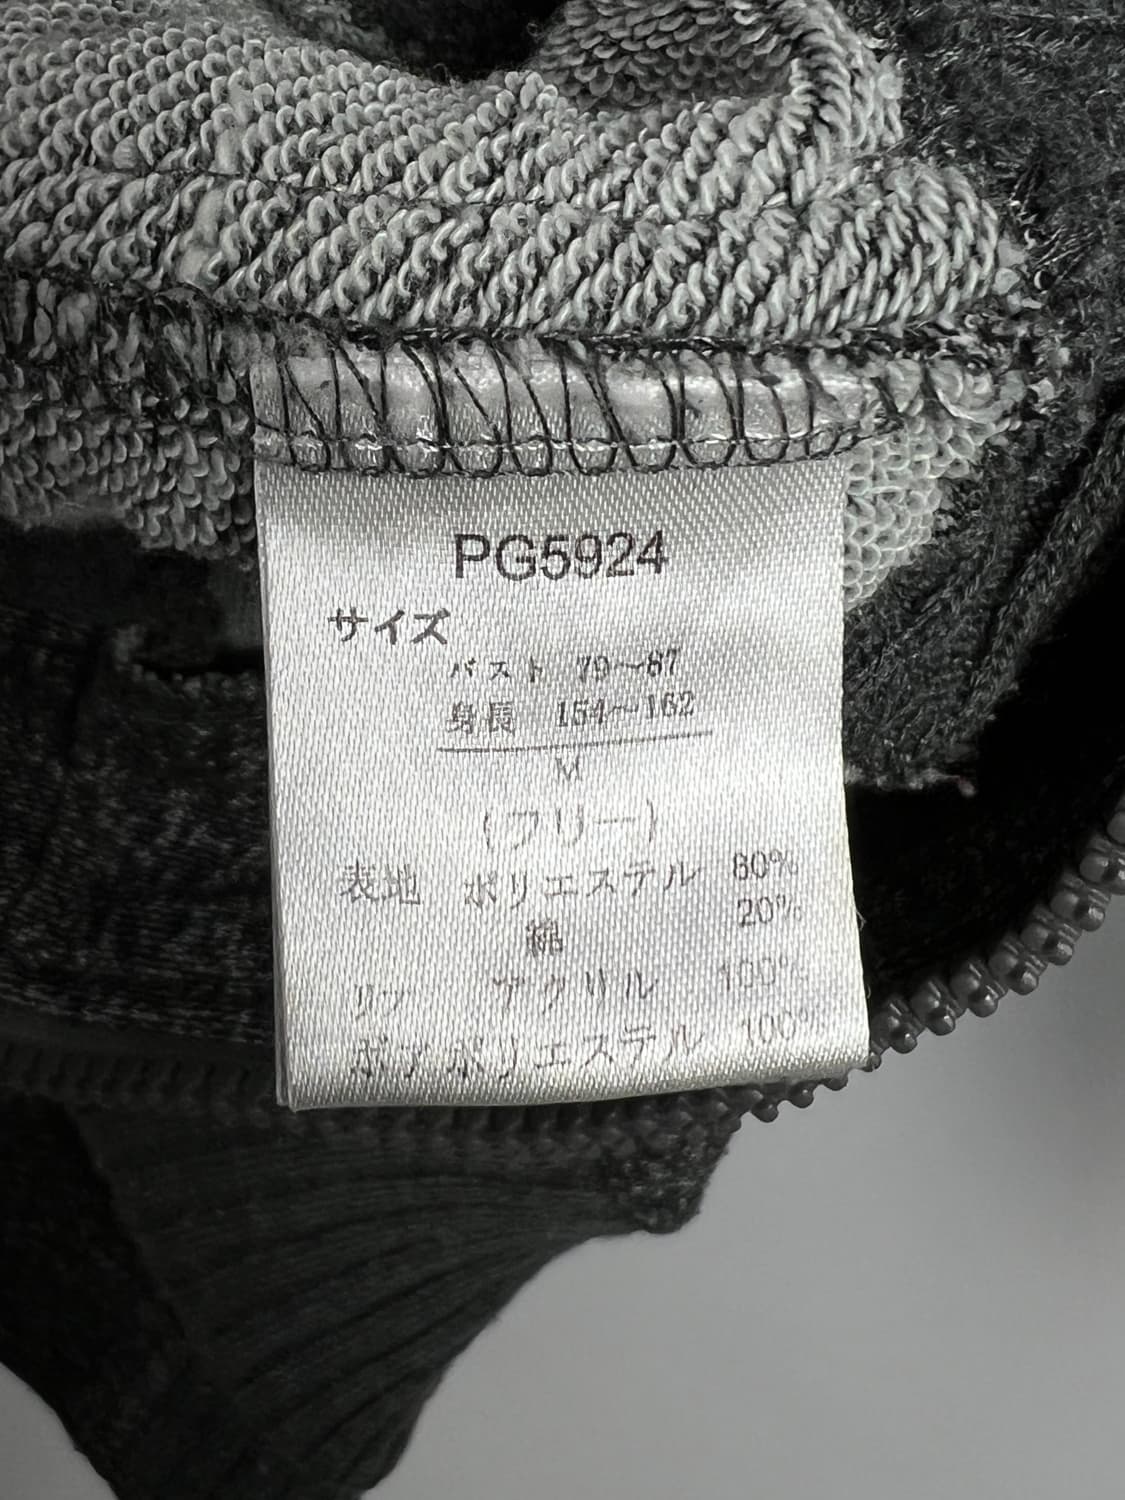 PG5924
サイズ
バスト 79～87
身長 154～162
M
(フリー)
表地 ポリエステル 80%
綿 20%
リブ アクリル 100%
ボア ポリエステル 100%